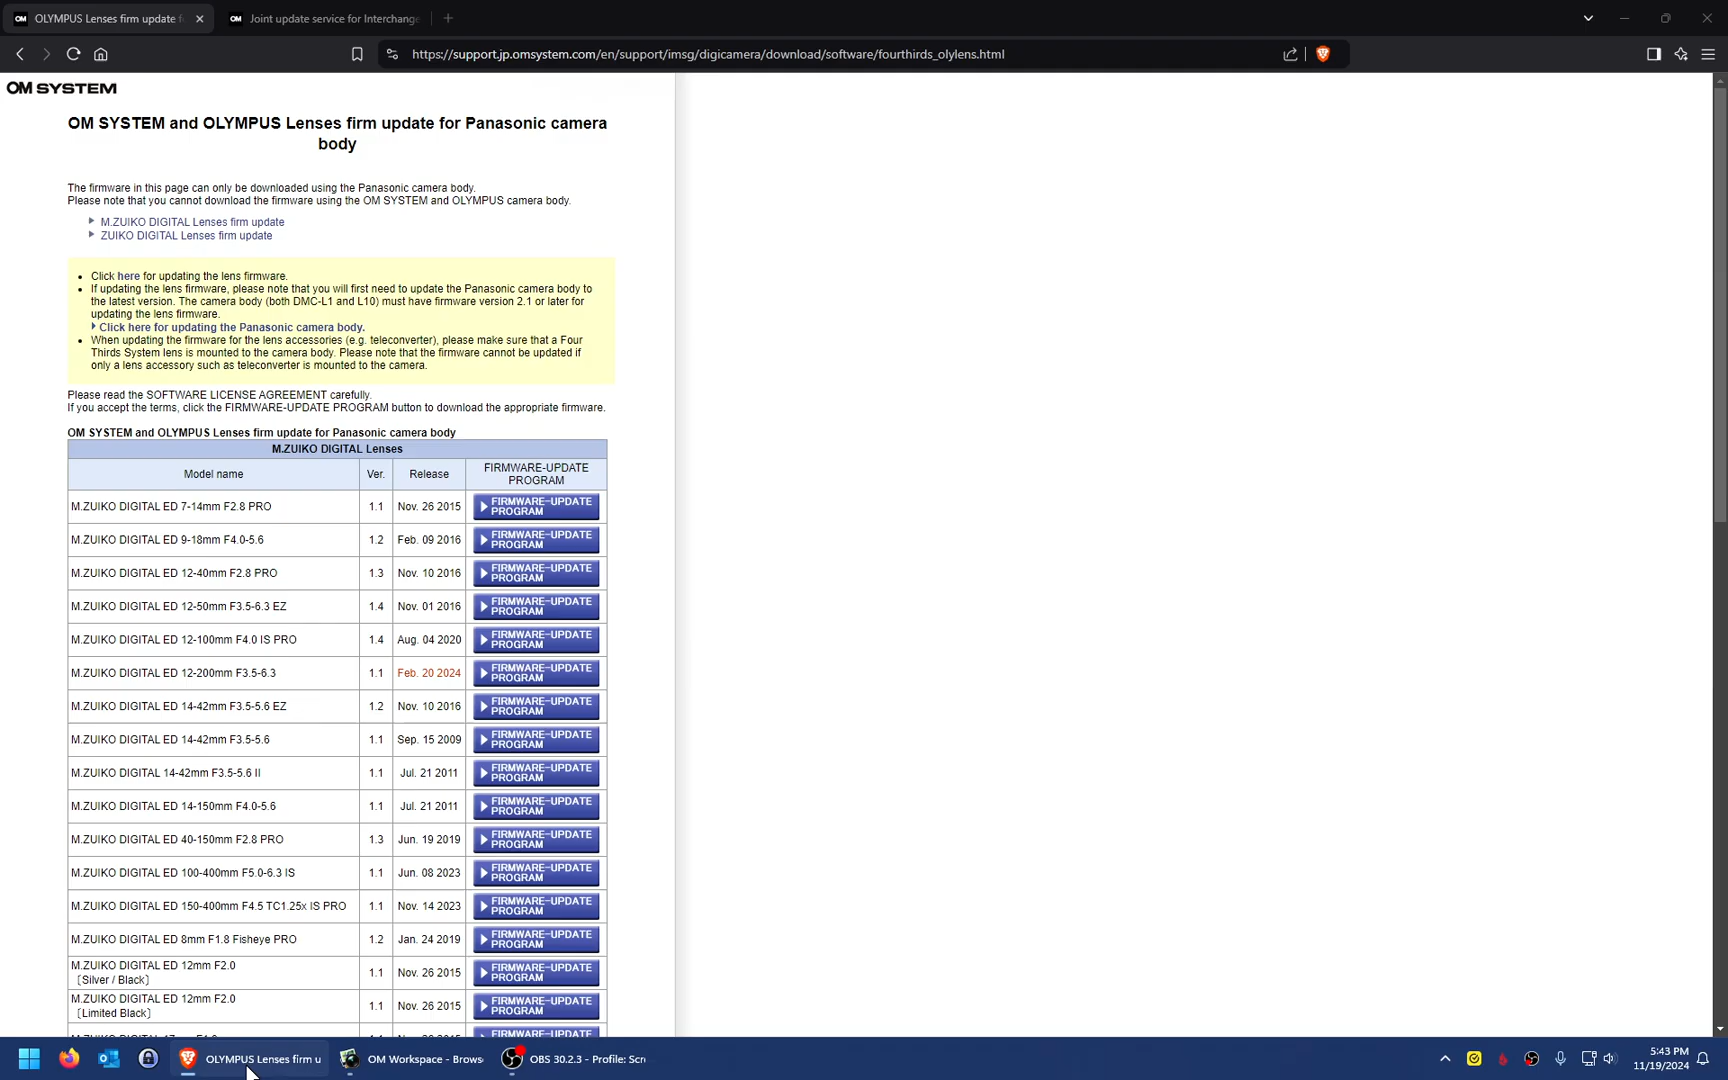 OM OLYMPUS Lenses firm update f
OM Joint update service for Interchange
https://support.jp.omsystem.com/en/support/imsg/digicamera/download/software/fourthirds_olylens.html
OM SYSTEM
OM SYSTEM and OLYMPUS Lenses firm update for Panasonic camera
body
The firmware in this page can only be downloaded using the Panasonic camera body.
Please note that you cannot download the firmware using the OM SYSTEM and OLYMPUS camera body.
M.ZUIKO DIGITAL Lenses firm update
ZUIKO DIGITAL Lenses firm update
Click here for updating the lens firmware.
If updating the lens firmware, please note that you will first need to update the Panasonic camera body to
the latest version. The camera body (both DMC-L1 and L10) must have firmware version 2.1 or later for
updating the lens firmware.
Click here for updating the Panasonic camera body.
When updating the firmware for the lens accessories (e.g. teleconverter), please make sure that a Four
Thirds System lens is mounted to the camera body. Please note that the firmware cannot be updated if
only a lens accessory such as teleconverter is mounted to the camera.
Please read the SOFTWARE LICENSE AGREEMENT carefully.
If you accept the terms, click the FIRMWARE-UPDATE PROGRAM button to download the appropriate firmware.
OM SYSTEM and OLYMPUS Lenses firm update for Panasonic camera body
M.ZUIKO DIGITAL Lenses
Model name Ver. Release FIRMWARE-UPDATE
PROGRAM
M.ZUIKO DIGITAL ED 7-14mm F2.8 PRO 1.1 Nov. 26 2015 FIRMWARE-UPDATE
PROGRAM
M.ZUIKO DIGITAL ED 9-18mm F4.0-5.6 1.2 Feb. 09 2016 FIRMWARE-UPDATE
PROGRAM
M.ZUIKO DIGITAL ED 12-40mm F2.8 PRO 1.3 Nov. 10 2016 FIRMWARE-UPDATE
PROGRAM
M.ZUIKO DIGITAL ED 12-50mm F3.5-6.3 EZ 1.4 Nov. 01 2016 FIRMWARE-UPDATE
PROGRAM
M.ZUIKO DIGITAL ED 12-100mm F4.0 IS PRO 1.4 Aug. 04 2020 FIRMWARE-UPDATE
PROGRAM
M.ZUIKO DIGITAL ED 12-200mm F3.5-6.3 1.1 Feb. 20 2024 FIRMWARE-UPDATE
PROGRAM
M.ZUIKO DIGITAL ED 14-42mm F3.5-5.6 EZ 1.2 Nov. 10 2016 FIRMWARE-UPDATE
PROGRAM
M.ZUIKO DIGITAL ED 14-42mm F3.5-5.6 1.1 Sep. 15 2009 FIRMWARE-UPDATE
PROGRAM
M.ZUIKO DIGITAL 14-42mm F3.5-5.6 II 1.1 Jul. 21 2011 FIRMWARE-UPDATE
PROGRAM
M.ZUIKO DIGITAL ED 14-150mm F4.0-5.6 1.1 Jul. 21 2011 FIRMWARE-UPDATE
PROGRAM
M.ZUIKO DIGITAL ED 40-150mm F2.8 PRO 1.3 Jun. 19 2019 FIRMWARE-UPDATE
PROGRAM
M.ZUIKO DIGITAL ED 100-400mm F5.0-6.3 IS 1.1 Jun. 08 2023 FIRMWARE-UPDATE
PROGRAM
M.ZUIKO DIGITAL ED 150-400mm F4.5 TC1.25x IS PRO 1.1 Nov. 14 2023 FIRMWARE-UPDATE
PROGRAM
M.ZUIKO DIGITAL ED 8mm F1.8 Fisheye PRO 1.2 Jan. 24 2019 FIRMWARE-UPDATE
PROGRAM
M.ZUIKO DIGITAL ED 12mm F2.0
〔Silver / Black〕 1.1 Nov. 26 2015 FIRMWARE-UPDATE
PROGRAM
M.ZUIKO DIGITAL ED 12mm F2.0
〔Limited Black〕 1.1 Nov. 26 2015 FIRMWARE-UPDATE
PROGRAM
FIRMWARE-UPDATE
OLYMPUS Lenses firm u
OM Workspace - Brows
OBS 30.2.3 - Profile: Scr
5:43 PM
11/19/2024